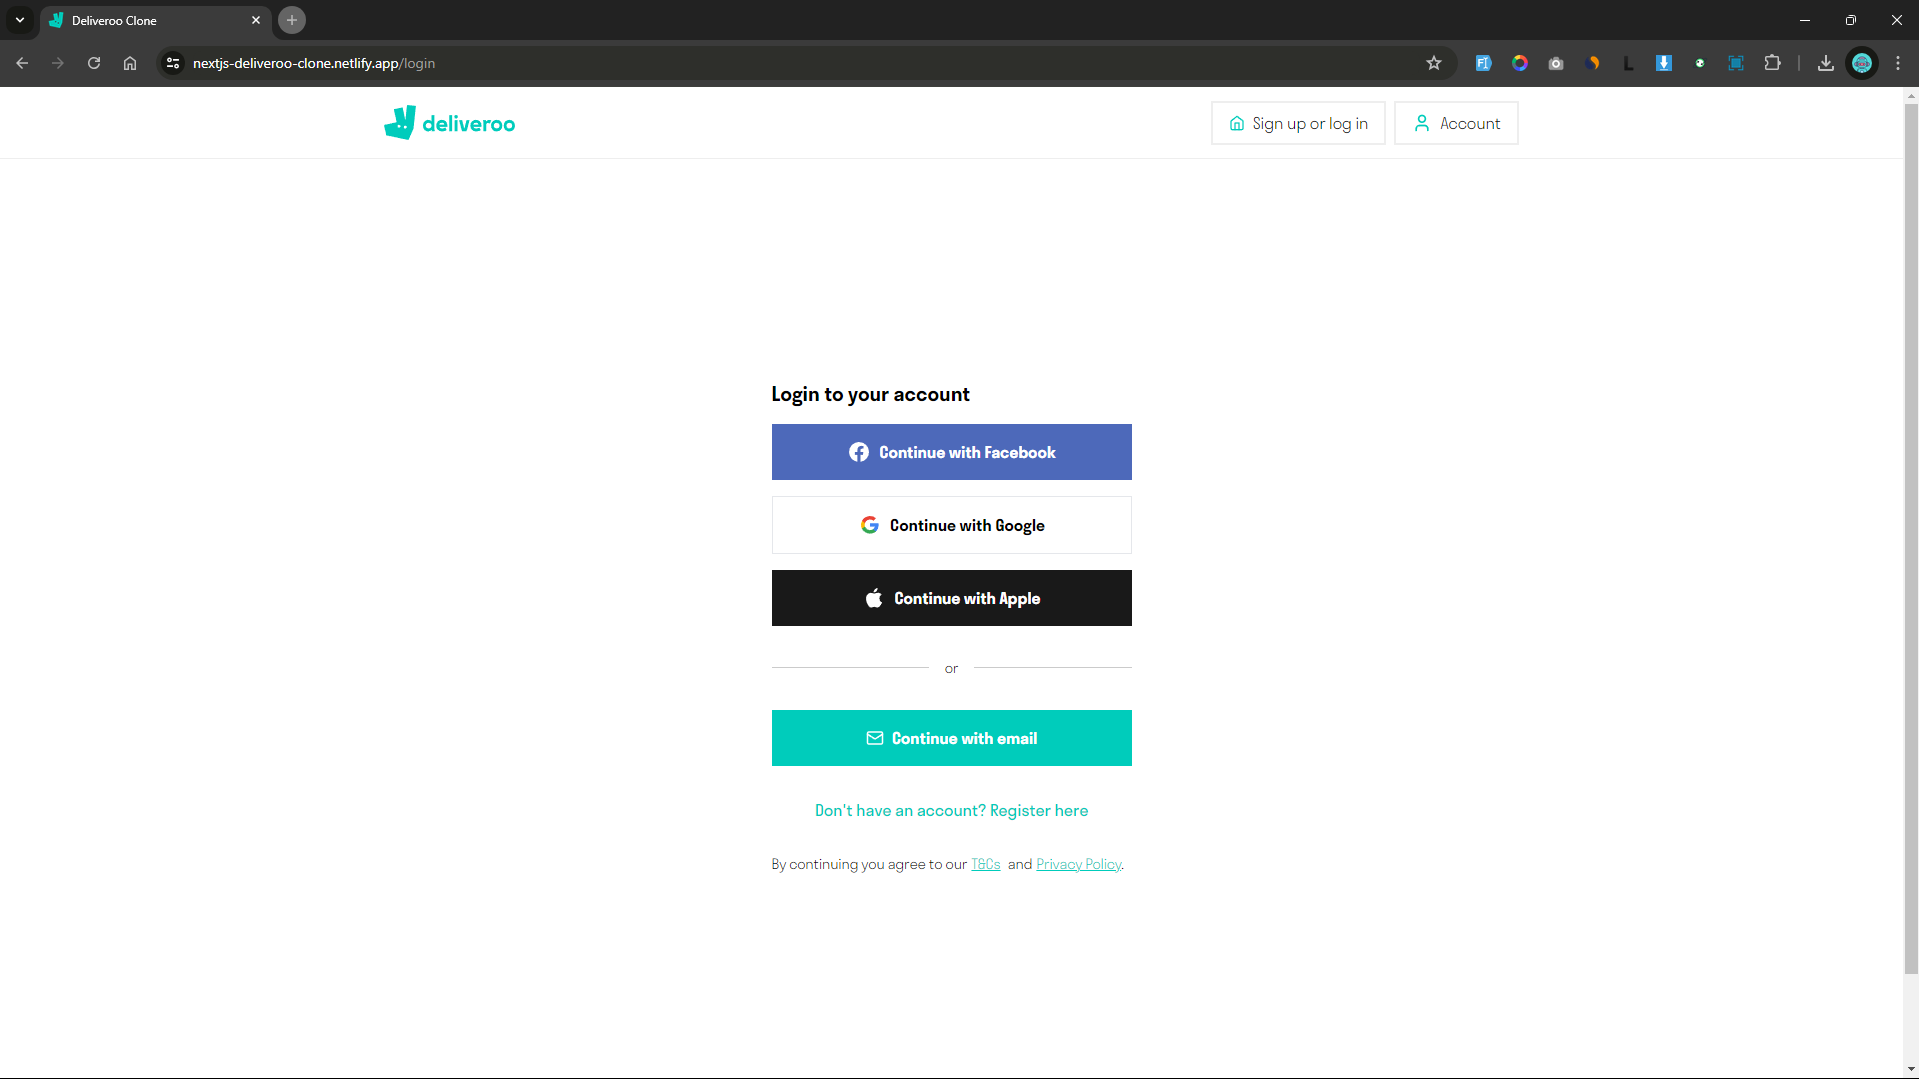 Deliveroo Clone
nextjs-deliveroo-clone.netlify.app/login
deliveroo
Sign up or log in
Account
Login to your account
Continue with Facebook
Continue with Google
Continue with Apple
or
Continue with email
Don't have an account? Register here
By continuing you agree to our T&Cs and Privacy Policy.